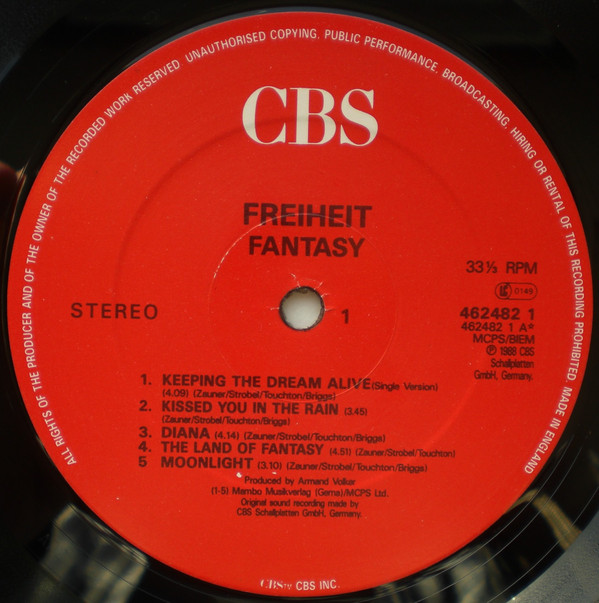 ALL RIGHTS OF THE PRODUCER AND OF THE OWNER OF THE RECORDED WORK RESERVED. UNAUTHORISED COPYING. PUBLIC PERFORMANCE. BROADCASTING. HIRING OR RENTAL OF THIS RECORDING PROHIBITED. MADE IN ENGLAND
CBS
FREIHEIT
FANTASY
33⅓ RPM
0149
STEREO
1
462482 1
462482 1 A*
MCPS/BIEM
℗ 1988 CBS
Schallplatten
GmbH, Germany.
1. KEEPING THE DREAM ALIVE (Single Version)
(4.09) (Zauner/Strobel/Touchton/Briggs)
2. KISSED YOU IN THE RAIN (3.45)
(Zauner/Strobel/Touchton/Briggs)
3. DIANA (4.14) (Zauner/Strobel/Touchton/Briggs)
4. THE LAND OF FANTASY (4.51) (Zauner/Strobel/Touchton)
5 MOONLIGHT (3.10) (Zauner/Strobel/Touchton/Briggs)
Produced by Armand Volker
(1-5) Mambo Musikverlag (Gema)/MCPS Ltd.
Original sound recording made by
CBS Schallplatten GmbH, Germany.
CBS™ CBS INC.